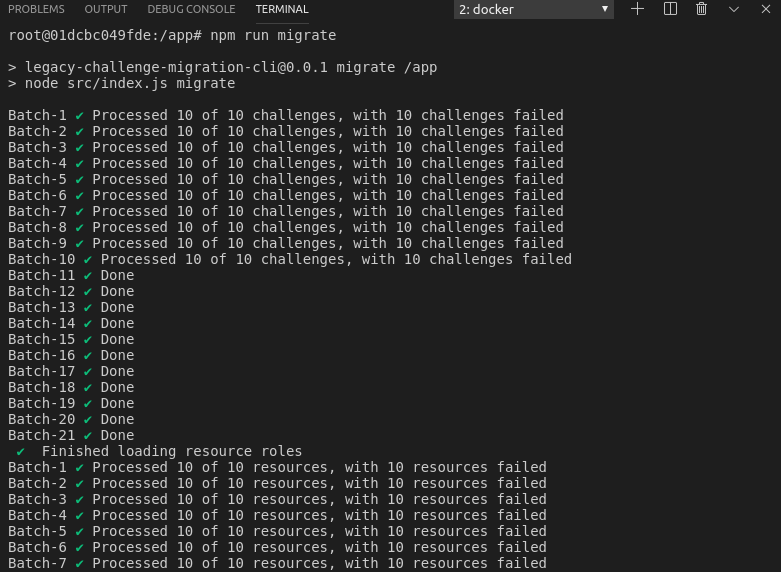 PROBLEMS OUTPUT DEBUG CONSOLE TERMINAL 2: docker
root@01dcbc049fde:/app# npm run migrate
> legacy-challenge-migration-cli@0.0.1 migrate /app
> node src/index.js migrate
Batch-1 ✔ Processed 10 of 10 challenges, with 10 challenges failed
Batch-2 ✔ Processed 10 of 10 challenges, with 10 challenges failed
Batch-3 ✔ Processed 10 of 10 challenges, with 10 challenges failed
Batch-4 ✔ Processed 10 of 10 challenges, with 10 challenges failed
Batch-5 ✔ Processed 10 of 10 challenges, with 10 challenges failed
Batch-6 ✔ Processed 10 of 10 challenges, with 10 challenges failed
Batch-7 ✔ Processed 10 of 10 challenges, with 10 challenges failed
Batch-8 ✔ Processed 10 of 10 challenges, with 10 challenges failed
Batch-9 ✔ Processed 10 of 10 challenges, with 10 challenges failed
Batch-10 ✔ Processed 10 of 10 challenges, with 10 challenges failed
Batch-11 ✔ Done
Batch-12 ✔ Done
Batch-13 ✔ Done
Batch-14 ✔ Done
Batch-15 ✔ Done
Batch-16 ✔ Done
Batch-17 ✔ Done
Batch-18 ✔ Done
Batch-19 ✔ Done
Batch-20 ✔ Done
Batch-21 ✔ Done
✔ Finished loading resource roles
Batch-1 ✔ Processed 10 of 10 resources, with 10 resources failed
Batch-2 ✔ Processed 10 of 10 resources, with 10 resources failed
Batch-3 ✔ Processed 10 of 10 resources, with 10 resources failed
Batch-4 ✔ Processed 10 of 10 resources, with 10 resources failed
Batch-5 ✔ Processed 10 of 10 resources, with 10 resources failed
Batch-6 ✔ Processed 10 of 10 resources, with 10 resources failed
Batch-7 ✔ Processed 10 of 10 resources, with 10 resources failed